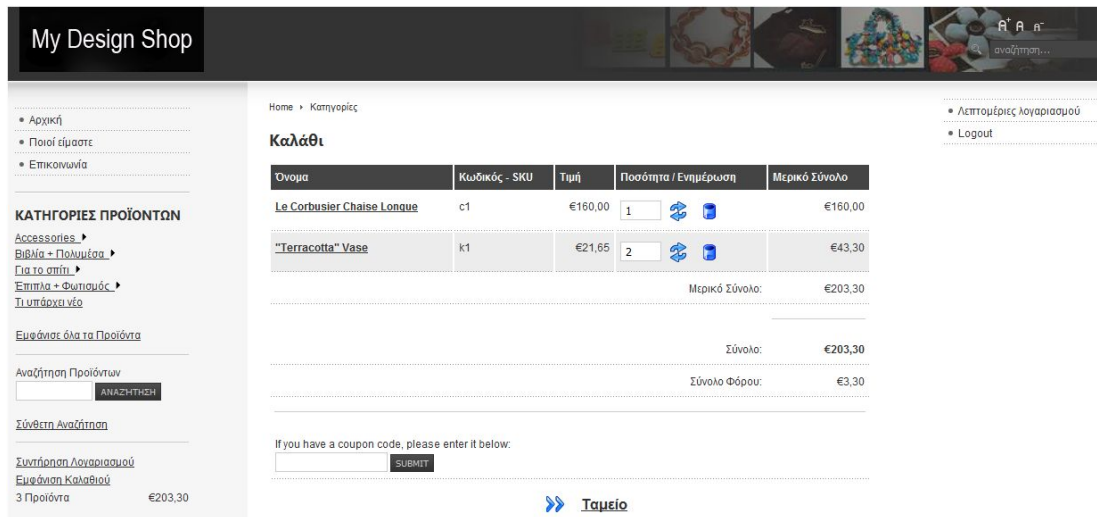 My Design Shop
A+ A A-
αναζήτηση...
Αρχική
Ποιοί είμαστε
Επικοινωνία
ΚΑΤΗΓΟΡΙΕΣ ΠΡΟΪΟΝΤΩΝ
Accessories
Βιβλία + Πολυμέσα
Για το σπίτι
Έπιπλα + Φωτισμός
Τι υπάρχει νέο
Εμφάνισε όλα τα Προϊόντα
Αναζήτηση Προϊόντων
ΑΝΑΖΉΤΗΣΗ
Σύνθετη Αναζήτηση
Συντήρηση Λογαριασμού
Εμφάνιση Καλαθιού
3 Προϊόντα €203,30
Home Κατηγορίες
Καλάθι
Όνομα Κωδικός - SKU Τιμή Ποσότητα / Ενημέρωση Μερικό Σύνολο
Le Corbusier Chaise Longue c1 €160,00 1 €160,00
"Terracotta" Vase k1 €21,65 2 €43,30
Μερικό Σύνολο: €203,30
Σύνολο: €203,30
Σύνολο Φόρου: €3,30
If you have a coupon code, please enter it below:
SUBMIT
Ταμείο
Λεπτομέριες λογαριασμού
Logout